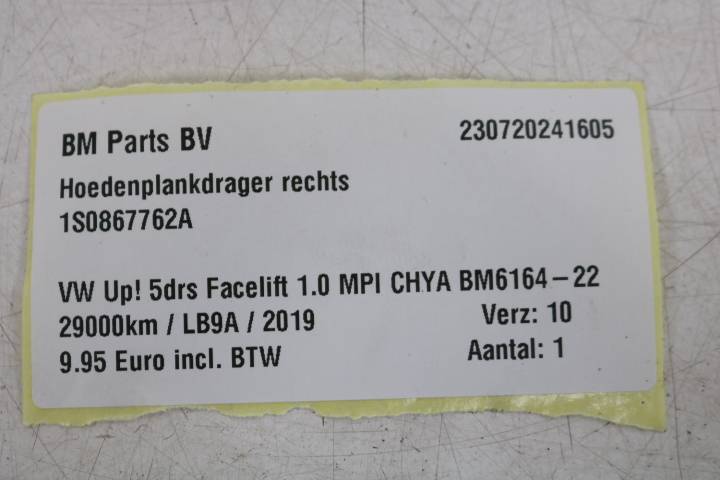 BM Parts BV 230720241605
Hoedenplankdrager rechts
1S0867762A
VW Up! 5drs Facelift 1.0 MPI CHYA BM6164-22
29000km / LB9A / 2019 Verz: 10
9.95 Euro incl. BTW Aantal: 1